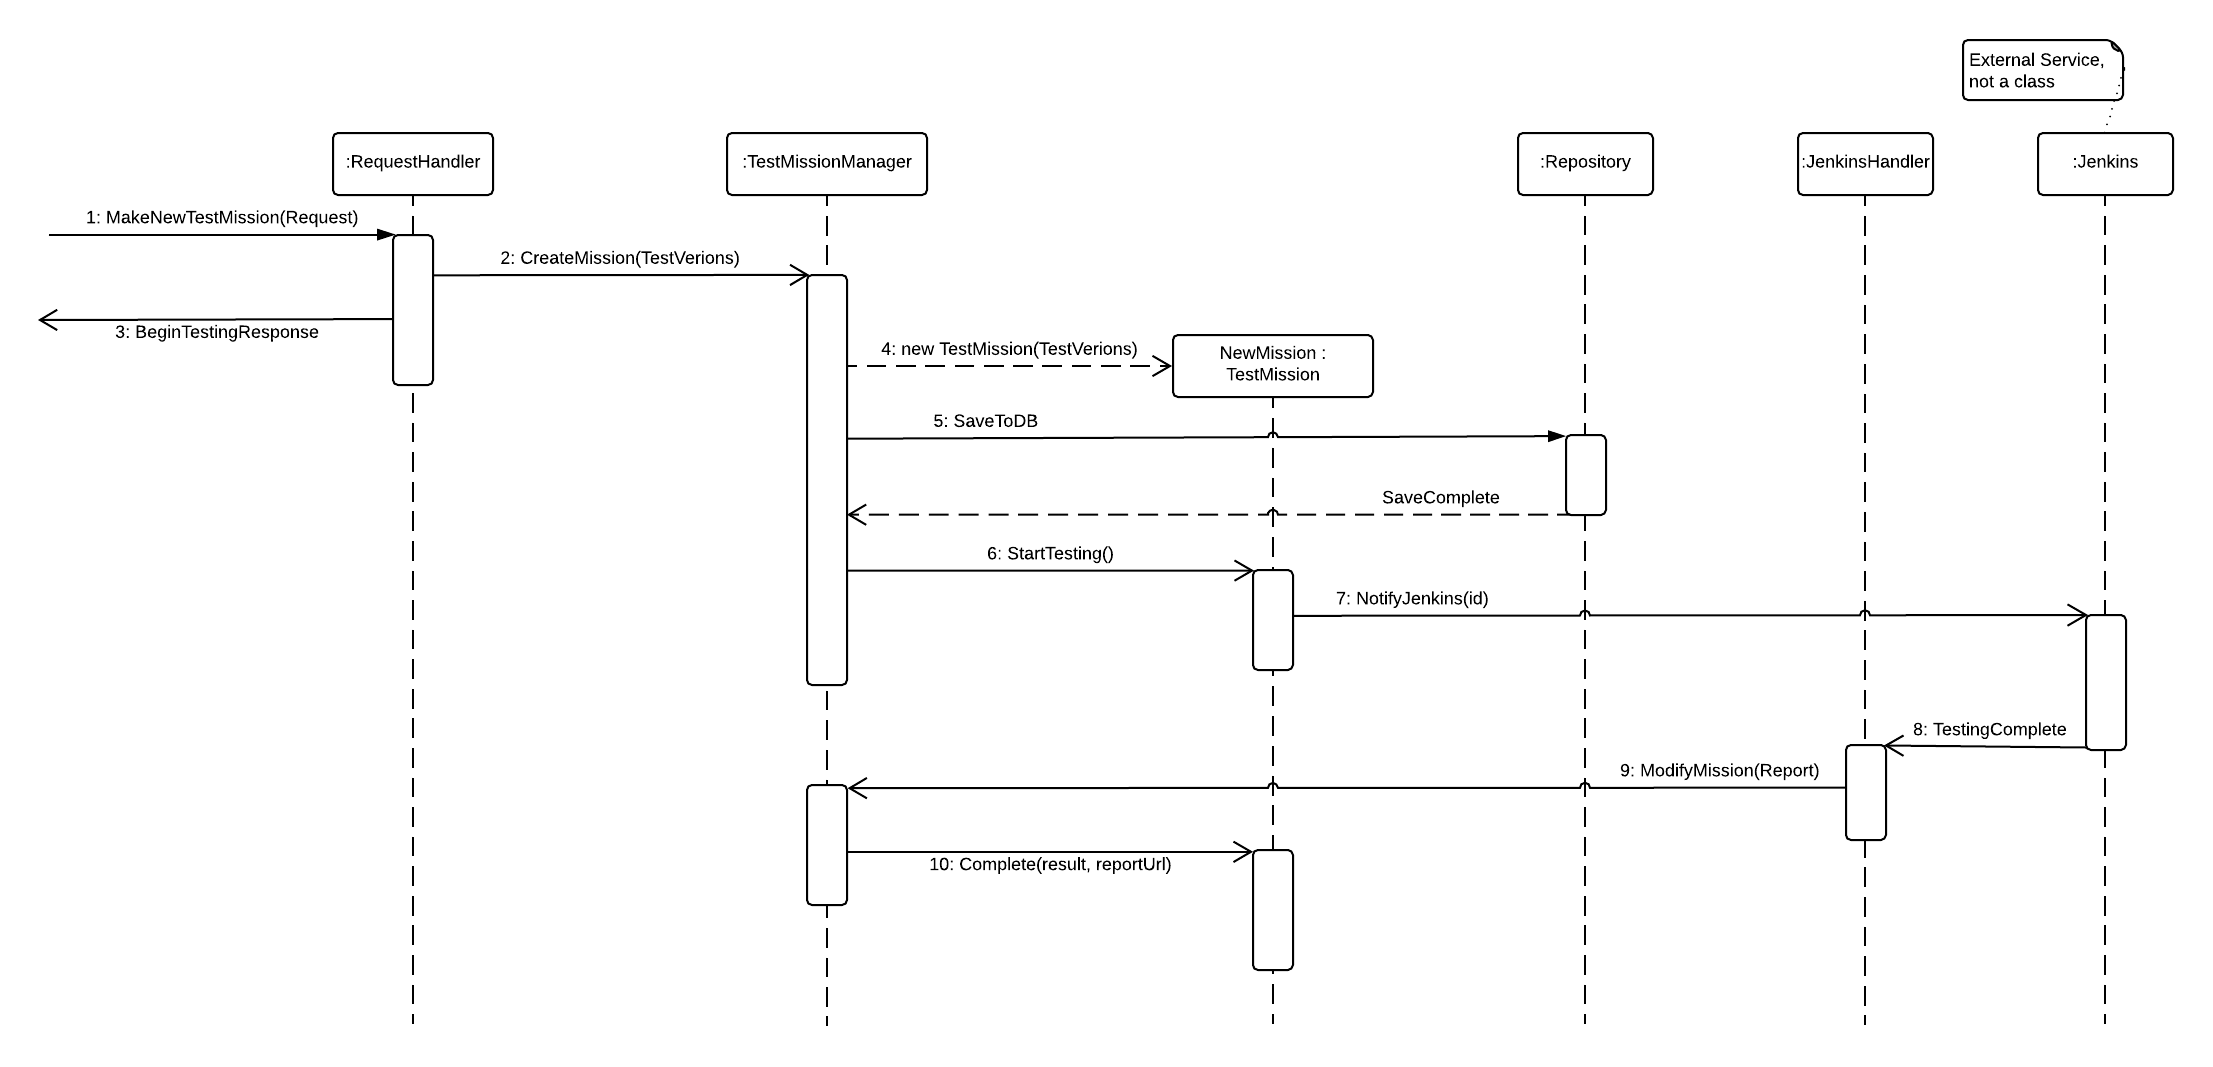 External Service,
not a class
:RequestHandler
:TestMissionManager
:Repository
:JenkinsHandler
:Jenkins
1: MakeNewTestMission(Request)
2: CreateMission(TestVerions)
3: BeginTestingResponse
4: new TestMission(TestVerions)
NewMission :
TestMission
5: SaveToDB
SaveComplete
6: StartTesting()
7: NotifyJenkins(id)
8: TestingComplete
9: ModifyMission(Report)
10: Complete(result, reportUrl)